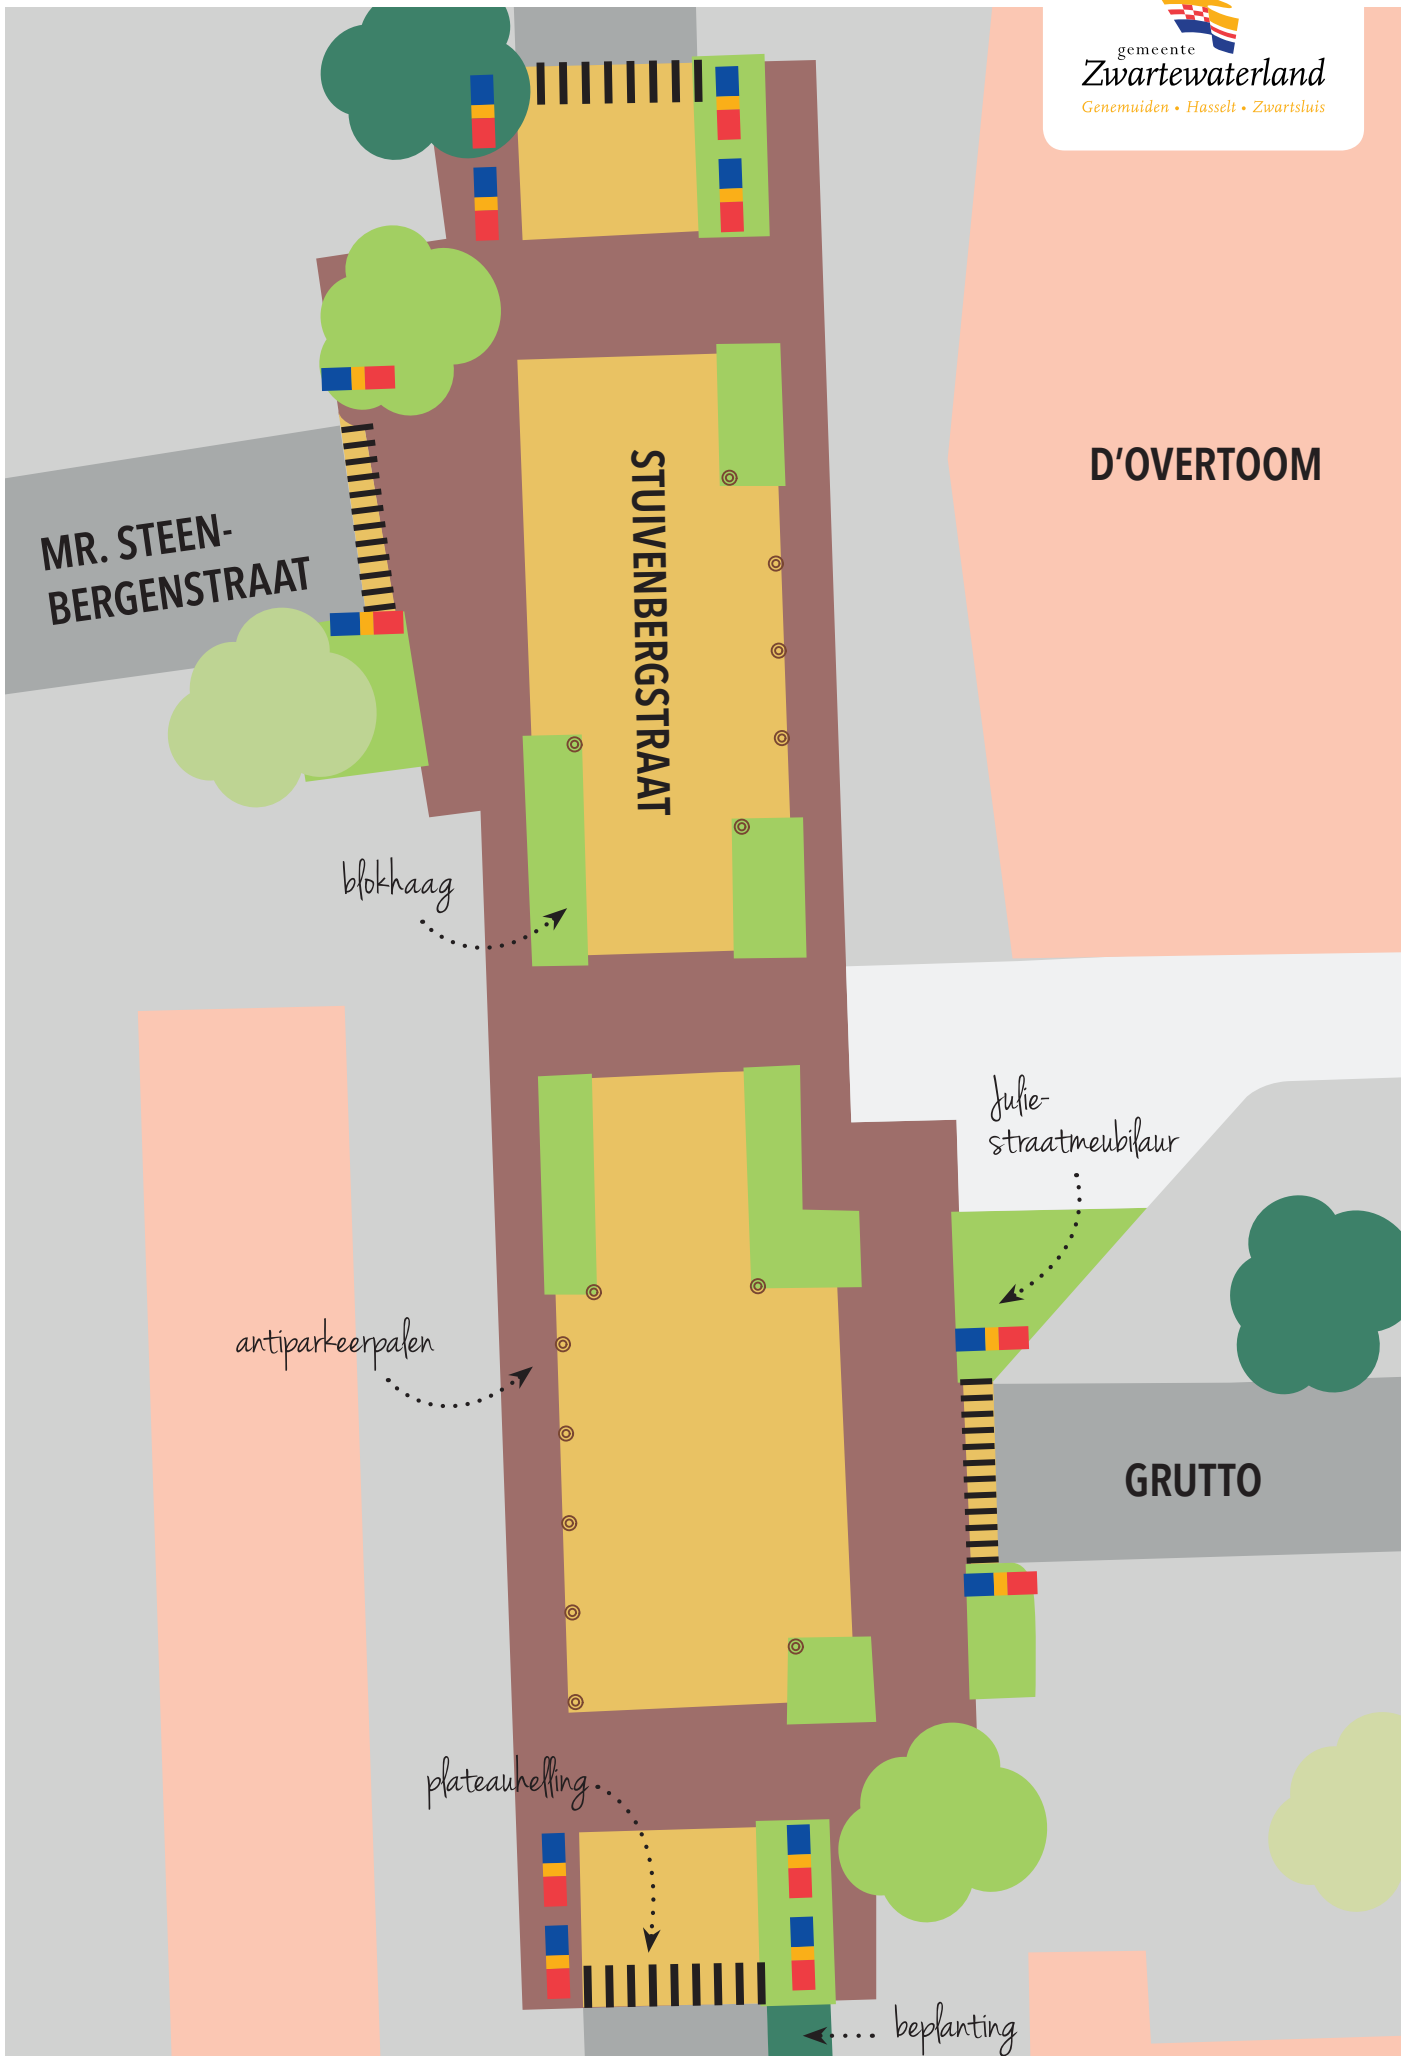 gemeente
Zwartewaterland
Genemuiden • Hasselt • Zwartsluis
D'OVERTOOM
STUIVENBERGSTRAAT
MR. STEEN-
BERGENSTRAAT
blokhaag
Julie-
straatmeubilaur
antiparkeerpalen
GRUTTO
plateauhelling
beplanting